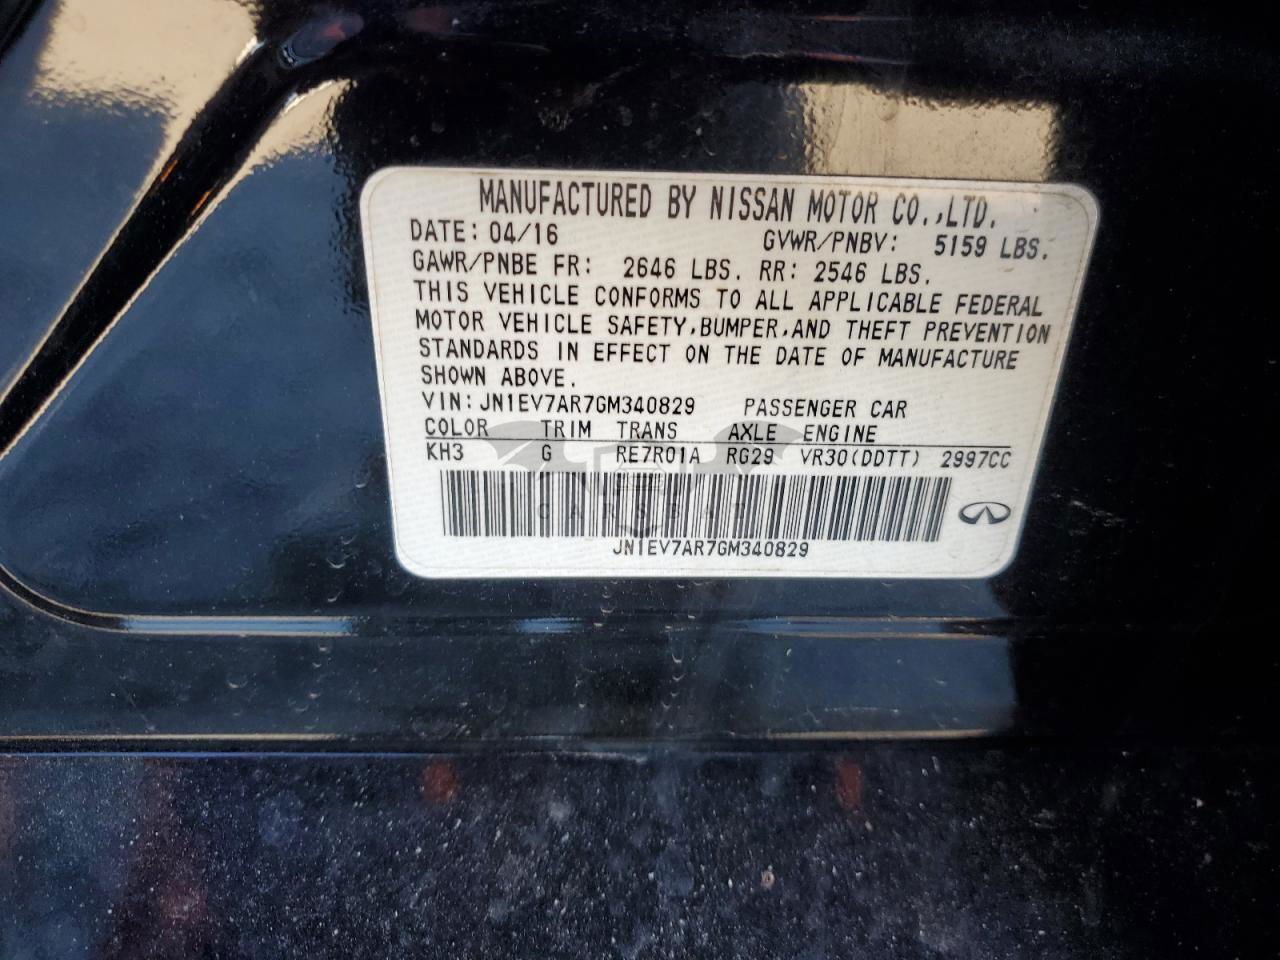 MANUFACTURED BY NISSAN MOTOR CO.,LTD.
DATE: 04/16 GVWR/PNBV: 5159 LBS.
GAWR/PNBE FR: 2646 LBS. RR: 2546 LBS.
THIS VEHICLE CONFORMS TO ALL APPLICABLE FEDERAL
MOTOR VEHICLE SAFETY,BUMPER,AND THEFT PREVENTION
STANDARDS IN EFFECT ON THE DATE OF MANUFACTURE
SHOWN ABOVE.
VIN:JN1EV7AR7GM340829 PASSENGER CAR
COLOR TRIM TRANS AXLE ENGINE
KH3 G RE7R01A RG29 VR30(DDTT) 2997CC
CARSBAT
JN1EV7AR7GM340829